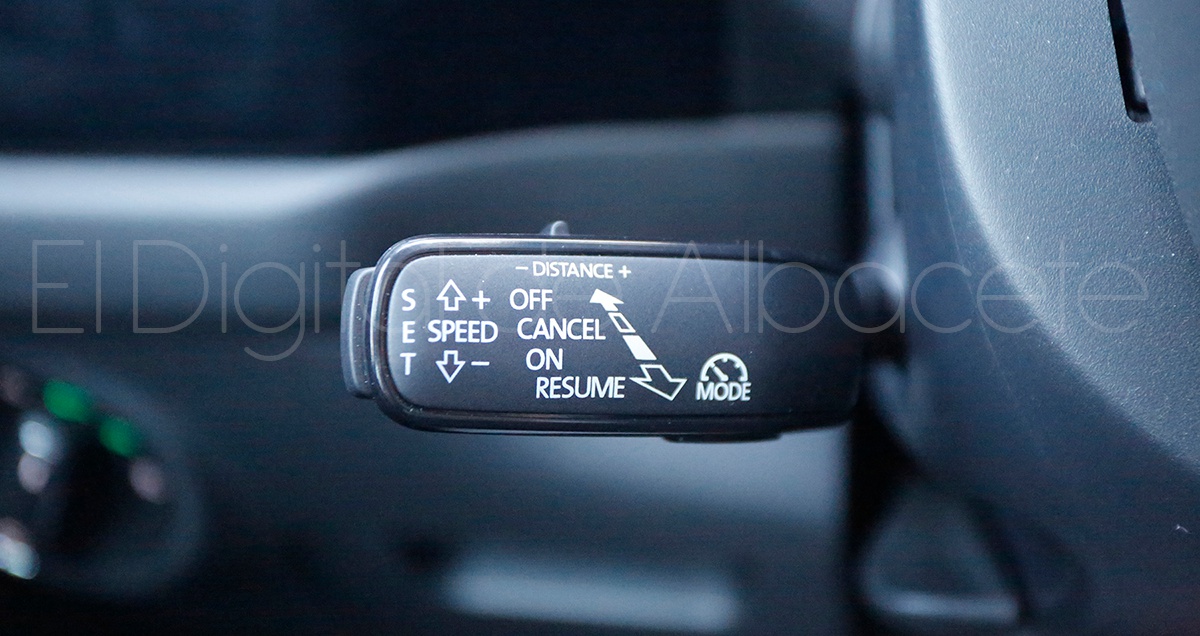 El Digital de Albacete
− DISTANCE +
S + OFF
E SPEED CANCEL
T − ON
RESUME MODE